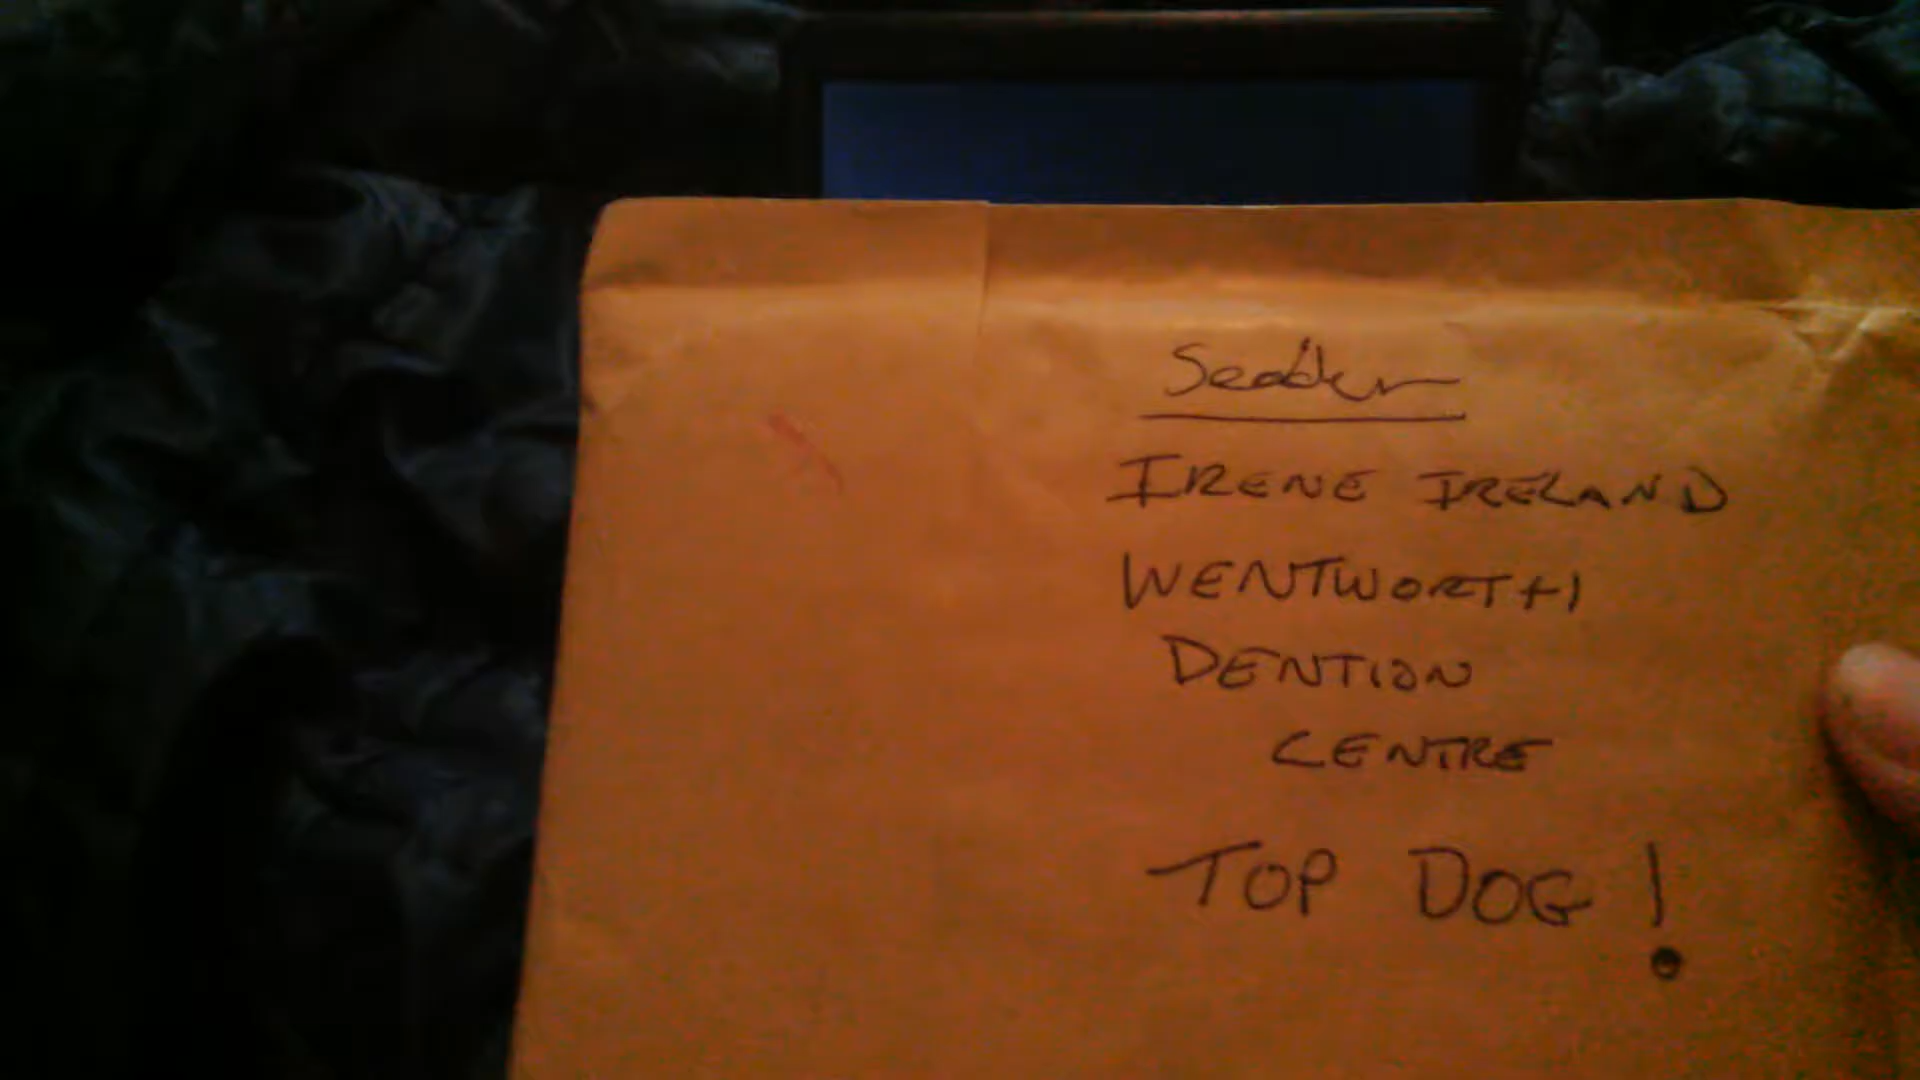 IRENE IRELAND
WENTWORTH
DENTION
CENTRE
TOP DOG!